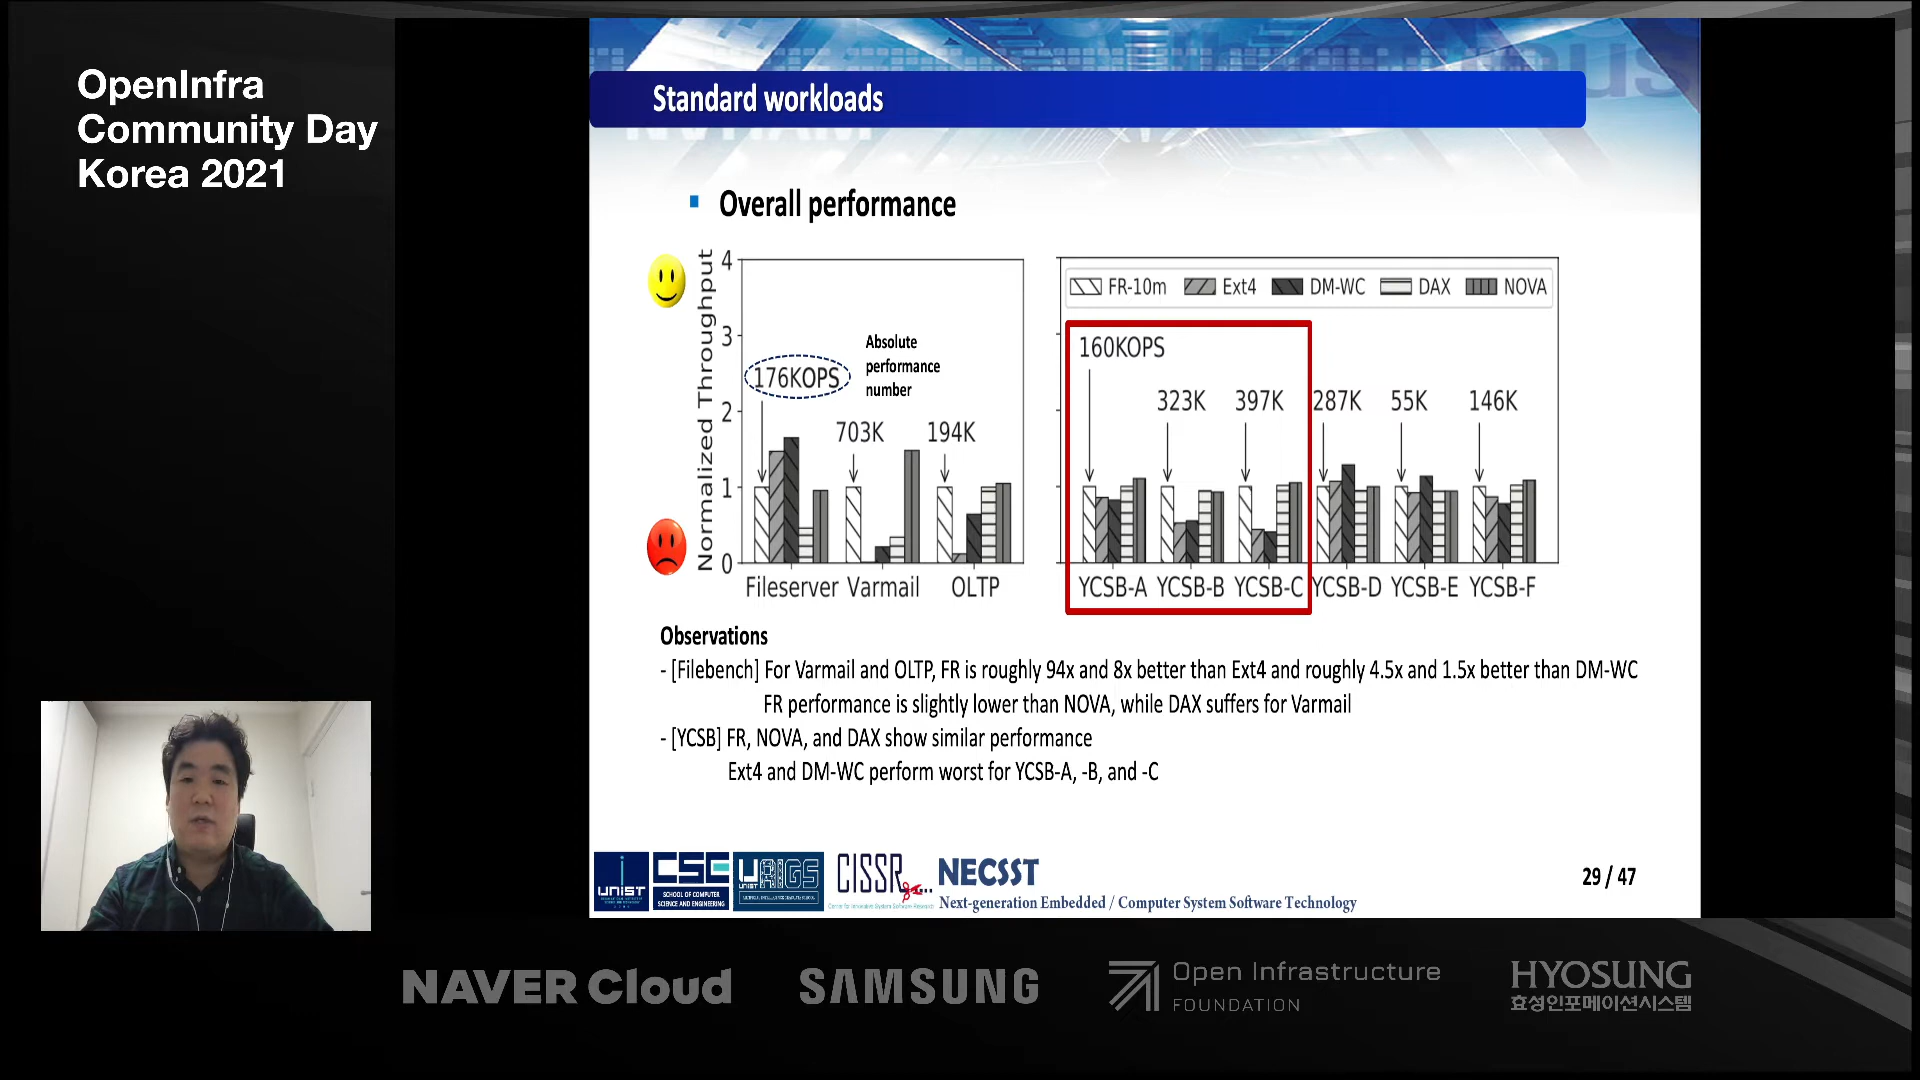 OpenInfra
Community Day
Korea 2021
Standard workloads
Overall performance
Normalized Throughput
4
3
2
1
0
176KOPS
Absolute
performance
number
703K
194K
Fileserver Varmail OLTP
FR-10m Ext4 DM-WC DAX NOVA
160KOPS
323K 397K 287K 55K 146K
YCSB-A YCSB-B YCSB-C YCSB-D YCSB-E YCSB-F
Observations
- [Filebench] For Varmail and OLTP, FR is roughly 94x and 8x better than Ext4 and roughly 4.5x and 1.5x better than DM-WC
FR performance is slightly lower than NOVA, while DAX suffers for Varmail
- [YCSB] FR, NOVA, and DAX show similar performance
Ext4 and DM-WC perform worst for YCSB-A, -B, and -C
UNIST
CSE
SCHOOL OF COMPUTER
SCIENCE AND ENGINEERING
UNIST
CISSR
NECSST
Next-generation Embedded / Computer System Software Technology
29 / 47
NAVER Cloud
SAMSUNG
Open Infrastructure
FOUNDATION
HYOSUNG
효성인포메이션시스템